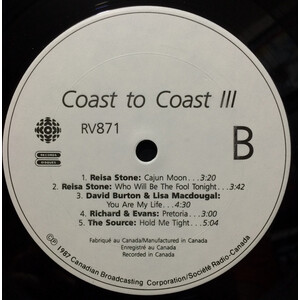 Coast to Coast III
RV871
B
1. Reisa Stone: Cajun Moon...3:20
2. Reisa Stone: Who Will Be The Fool Tonight...3:42
3. David Burton & Lisa Macdougal:
You Are My Life...4:30
4. Richard & Evans: Pretoria...3:00
5. The Source: Hold Me Tight...5:04
Fabriqué au Canada/Manufactured in Canada
Enregistré au Canada
Recorded in Canada
℗1987 Canadian Broadcasting Corporation/Société Radio-Canada